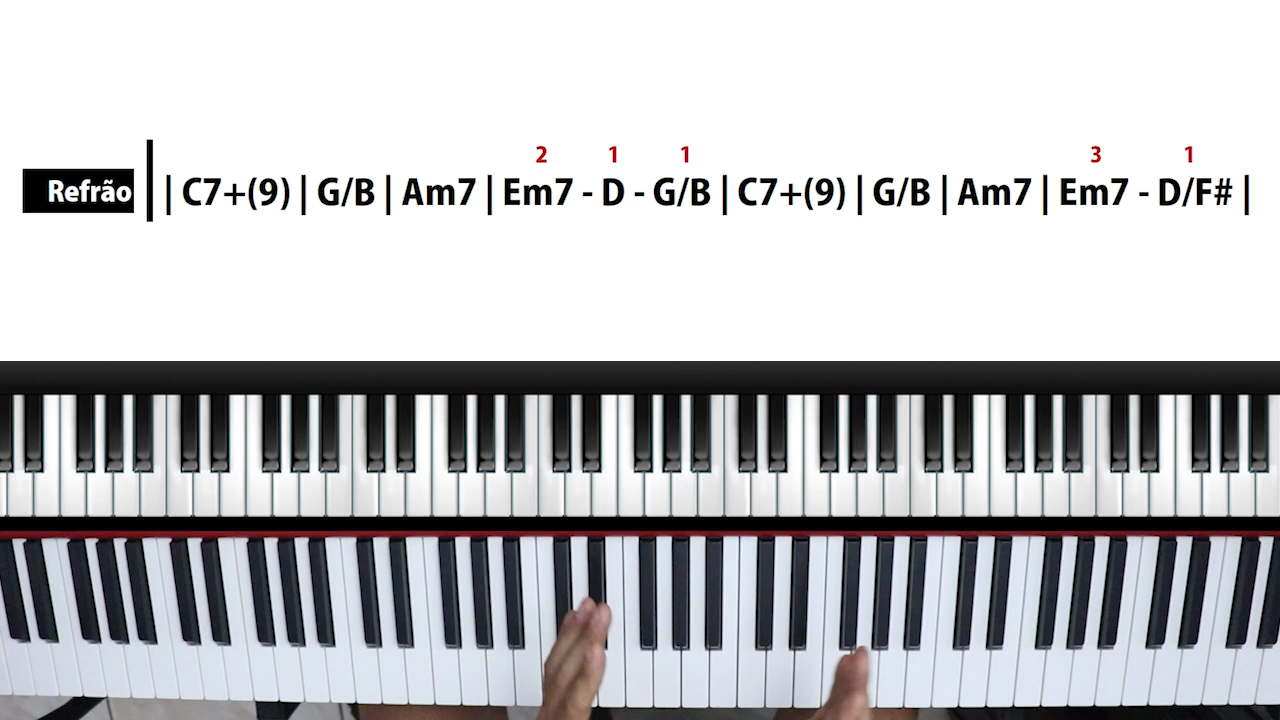 2 1 1 3 1
Refrão | C7+(9) | G/B | Am7 | Em7 - D - G/B | C7+(9) | G/B | Am7 | Em7 - D/F# |